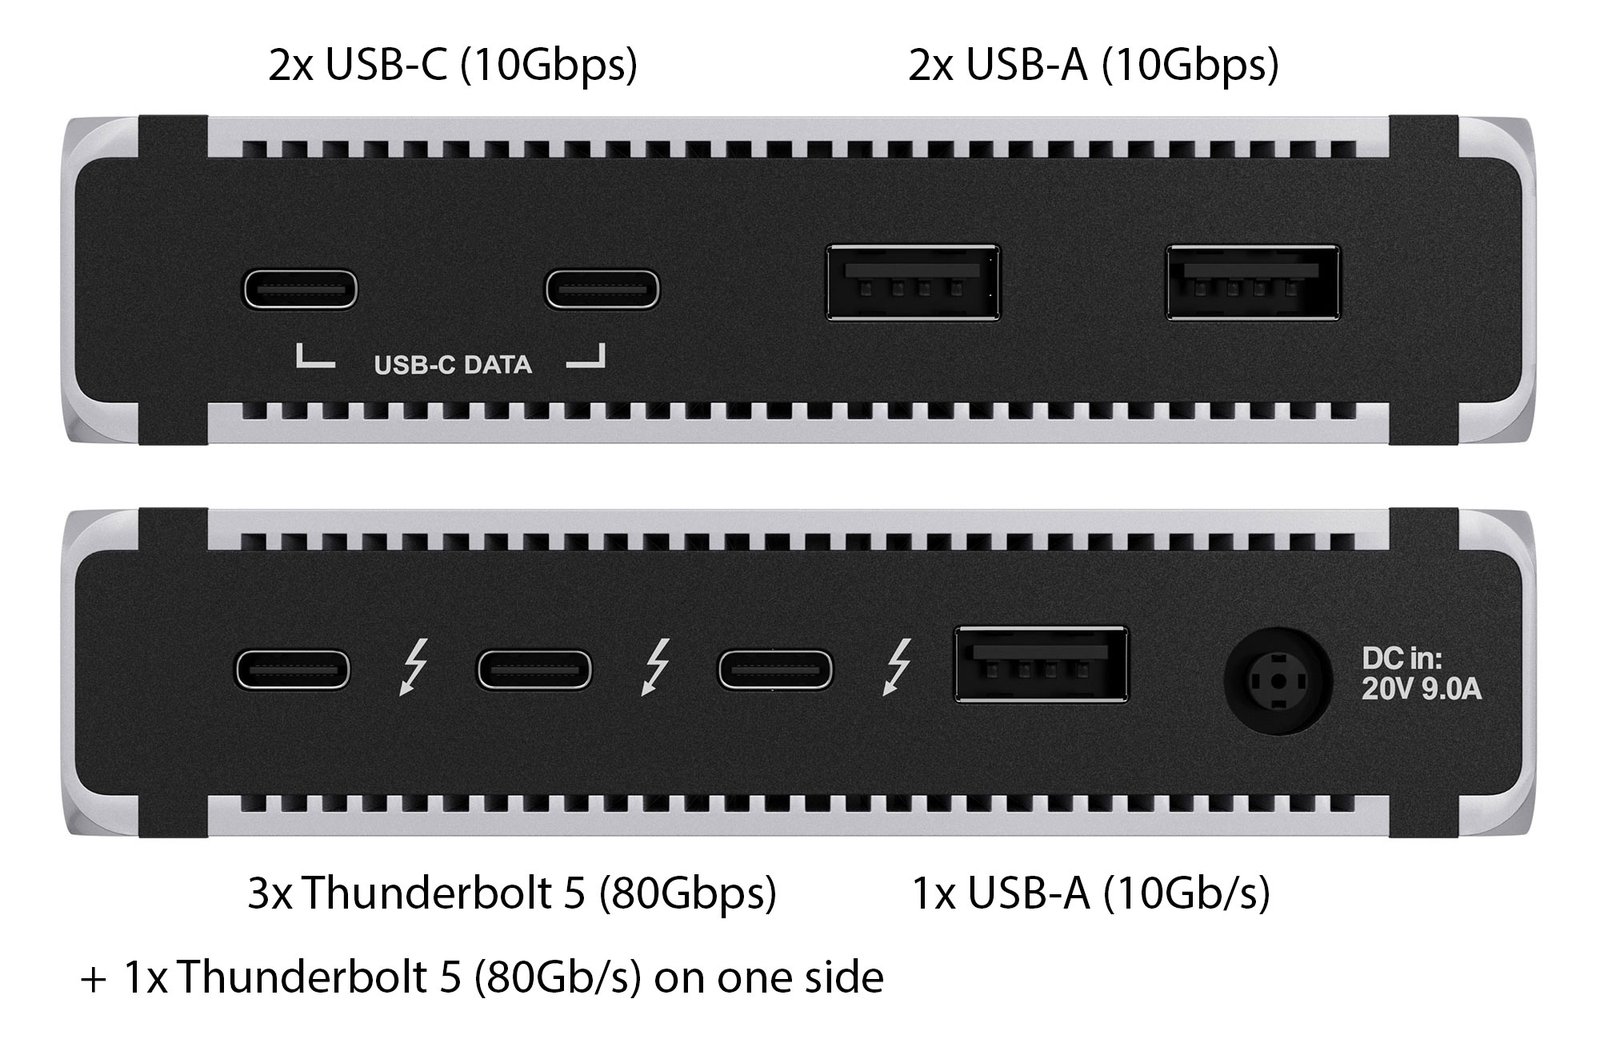 2x USB-C (10Gbps)
2x USB-A (10Gbps)
USB-C DATA
DC in:
20V 9.0A
3x Thunderbolt 5 (80Gbps)
1x USB-A (10Gb/s)
+ 1x Thunderbolt 5 (80Gb/s) on one side